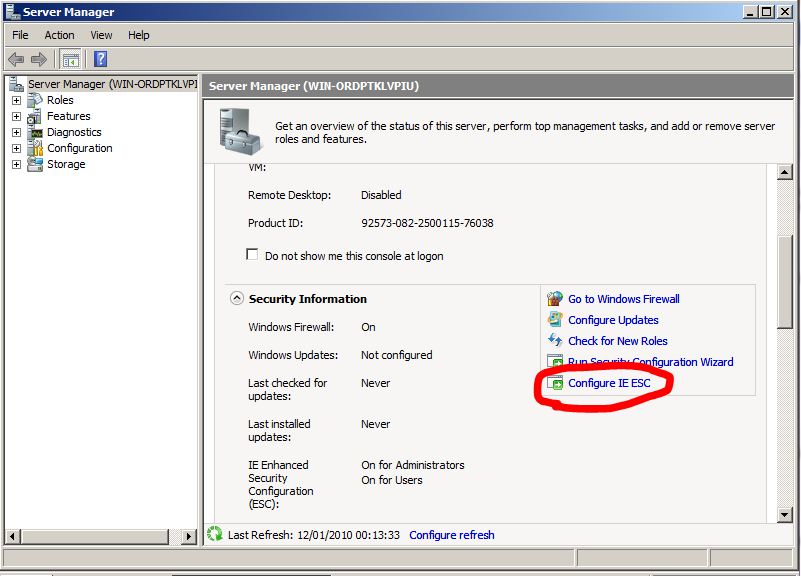 Server Manager
File Action View Help
Server Manager (WIN-ORDPTKLVPI
Roles
Features
Diagnostics
Configuration
Storage
Server Manager (WIN-ORDPTKLVPIU)
Get an overview of the status of this server, perform top management tasks, and add or remove server
roles and features.
VM:
Remote Desktop: Disabled
Product ID: 92573-082-2500115-76038
Do not show me this console at logon
Security Information
Windows Firewall: On
Windows Updates: Not configured
Last checked for Never
updates:
Last installed Never
updates:
IE Enhanced On for Administrators
Security On for Users
Configuration
(ESC):
Go to Windows Firewall
Configure Updates
Check for New Roles
Run Security Configuration Wizard
Configure IE ESC
Last Refresh: 12/01/2010 00:13:33 Configure refresh